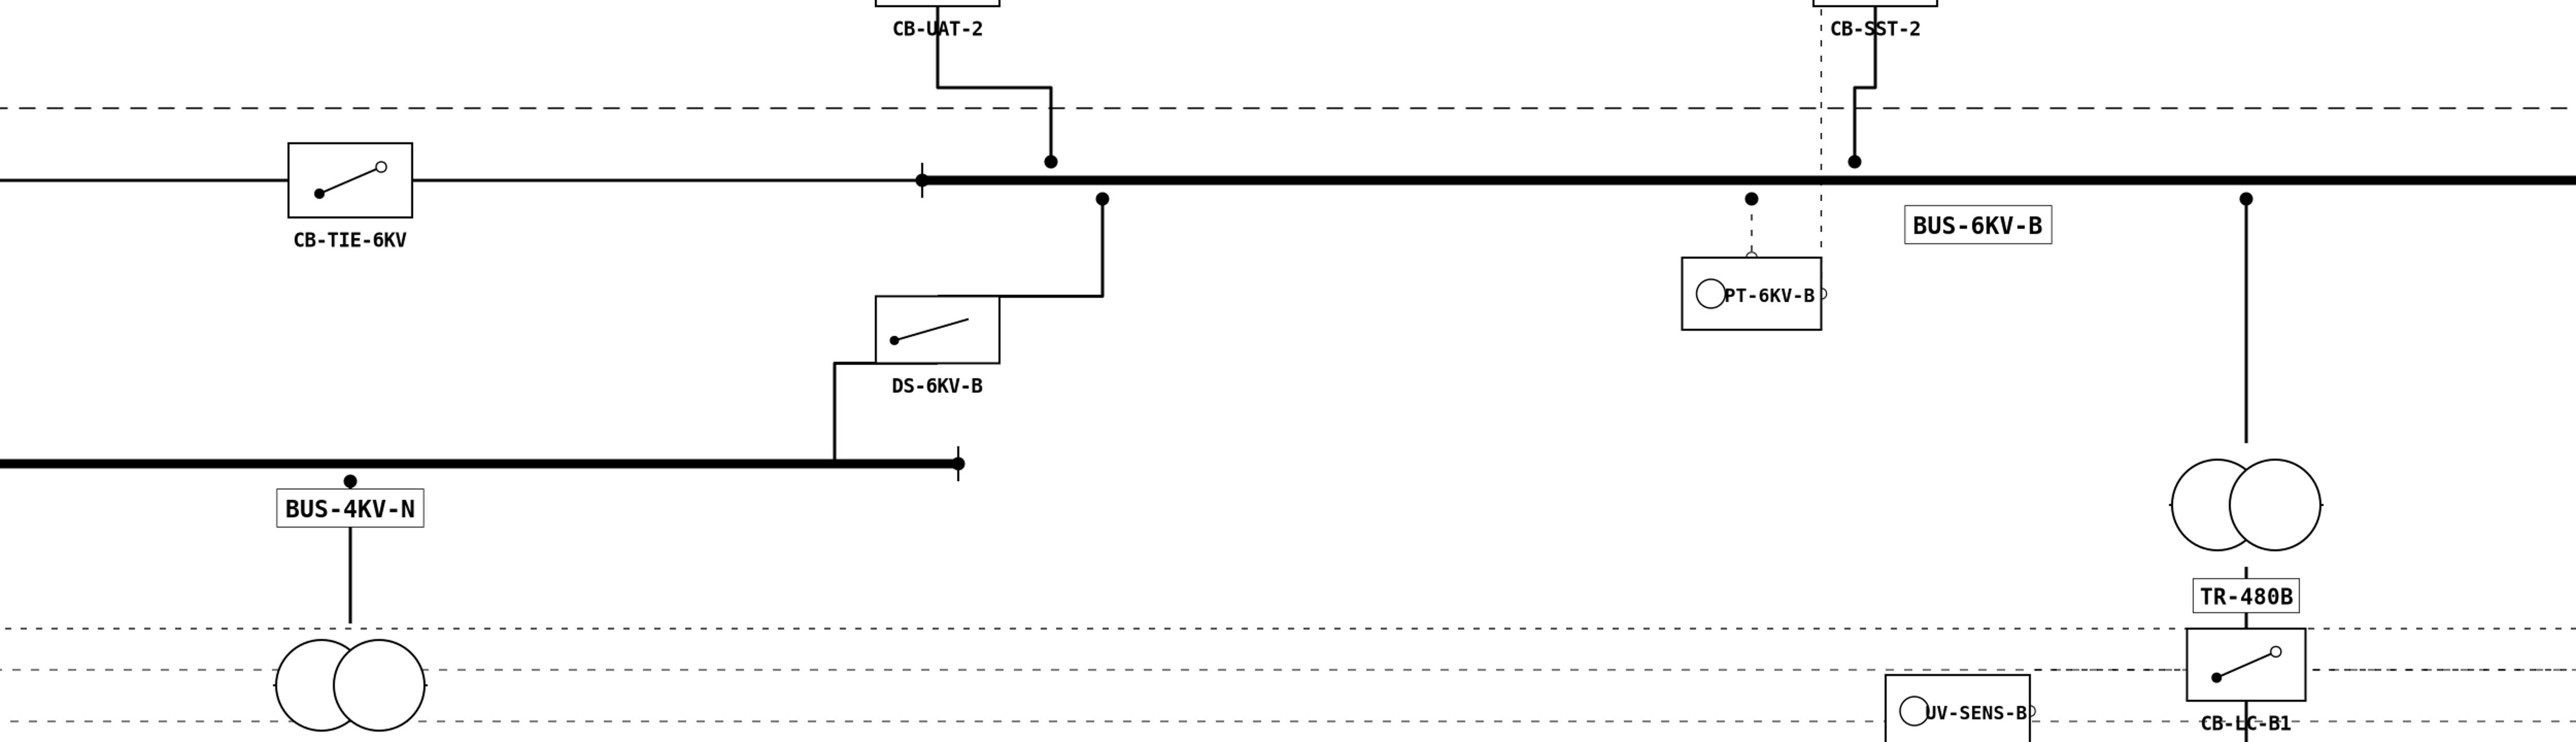 CB-UAT-2
CB-SST-2
CB-TIE-6KV
BUS-6KV-B
PT-6KV-B
DS-6KV-B
BUS-4KV-N
TR-480B
UV-SENS-B
CB-LC-B1